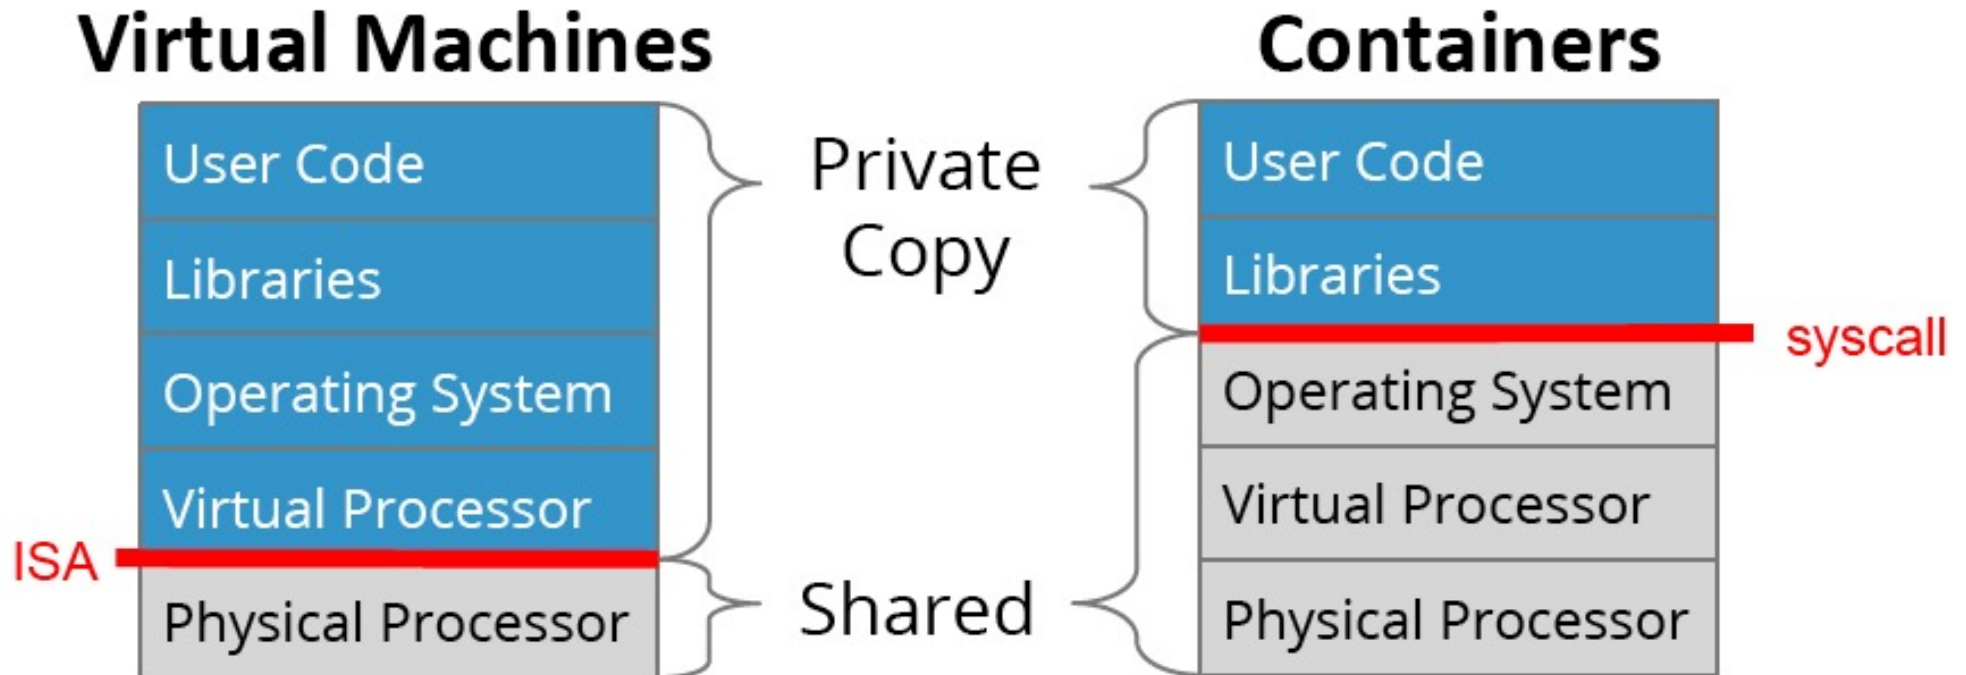 Virtual Machines
User Code
Libraries
Operating System
Virtual Processor
ISA
Physical Processor
Private
Copy
Shared
Containers
User Code
Libraries
syscall
Operating System
Virtual Processor
Physical Processor